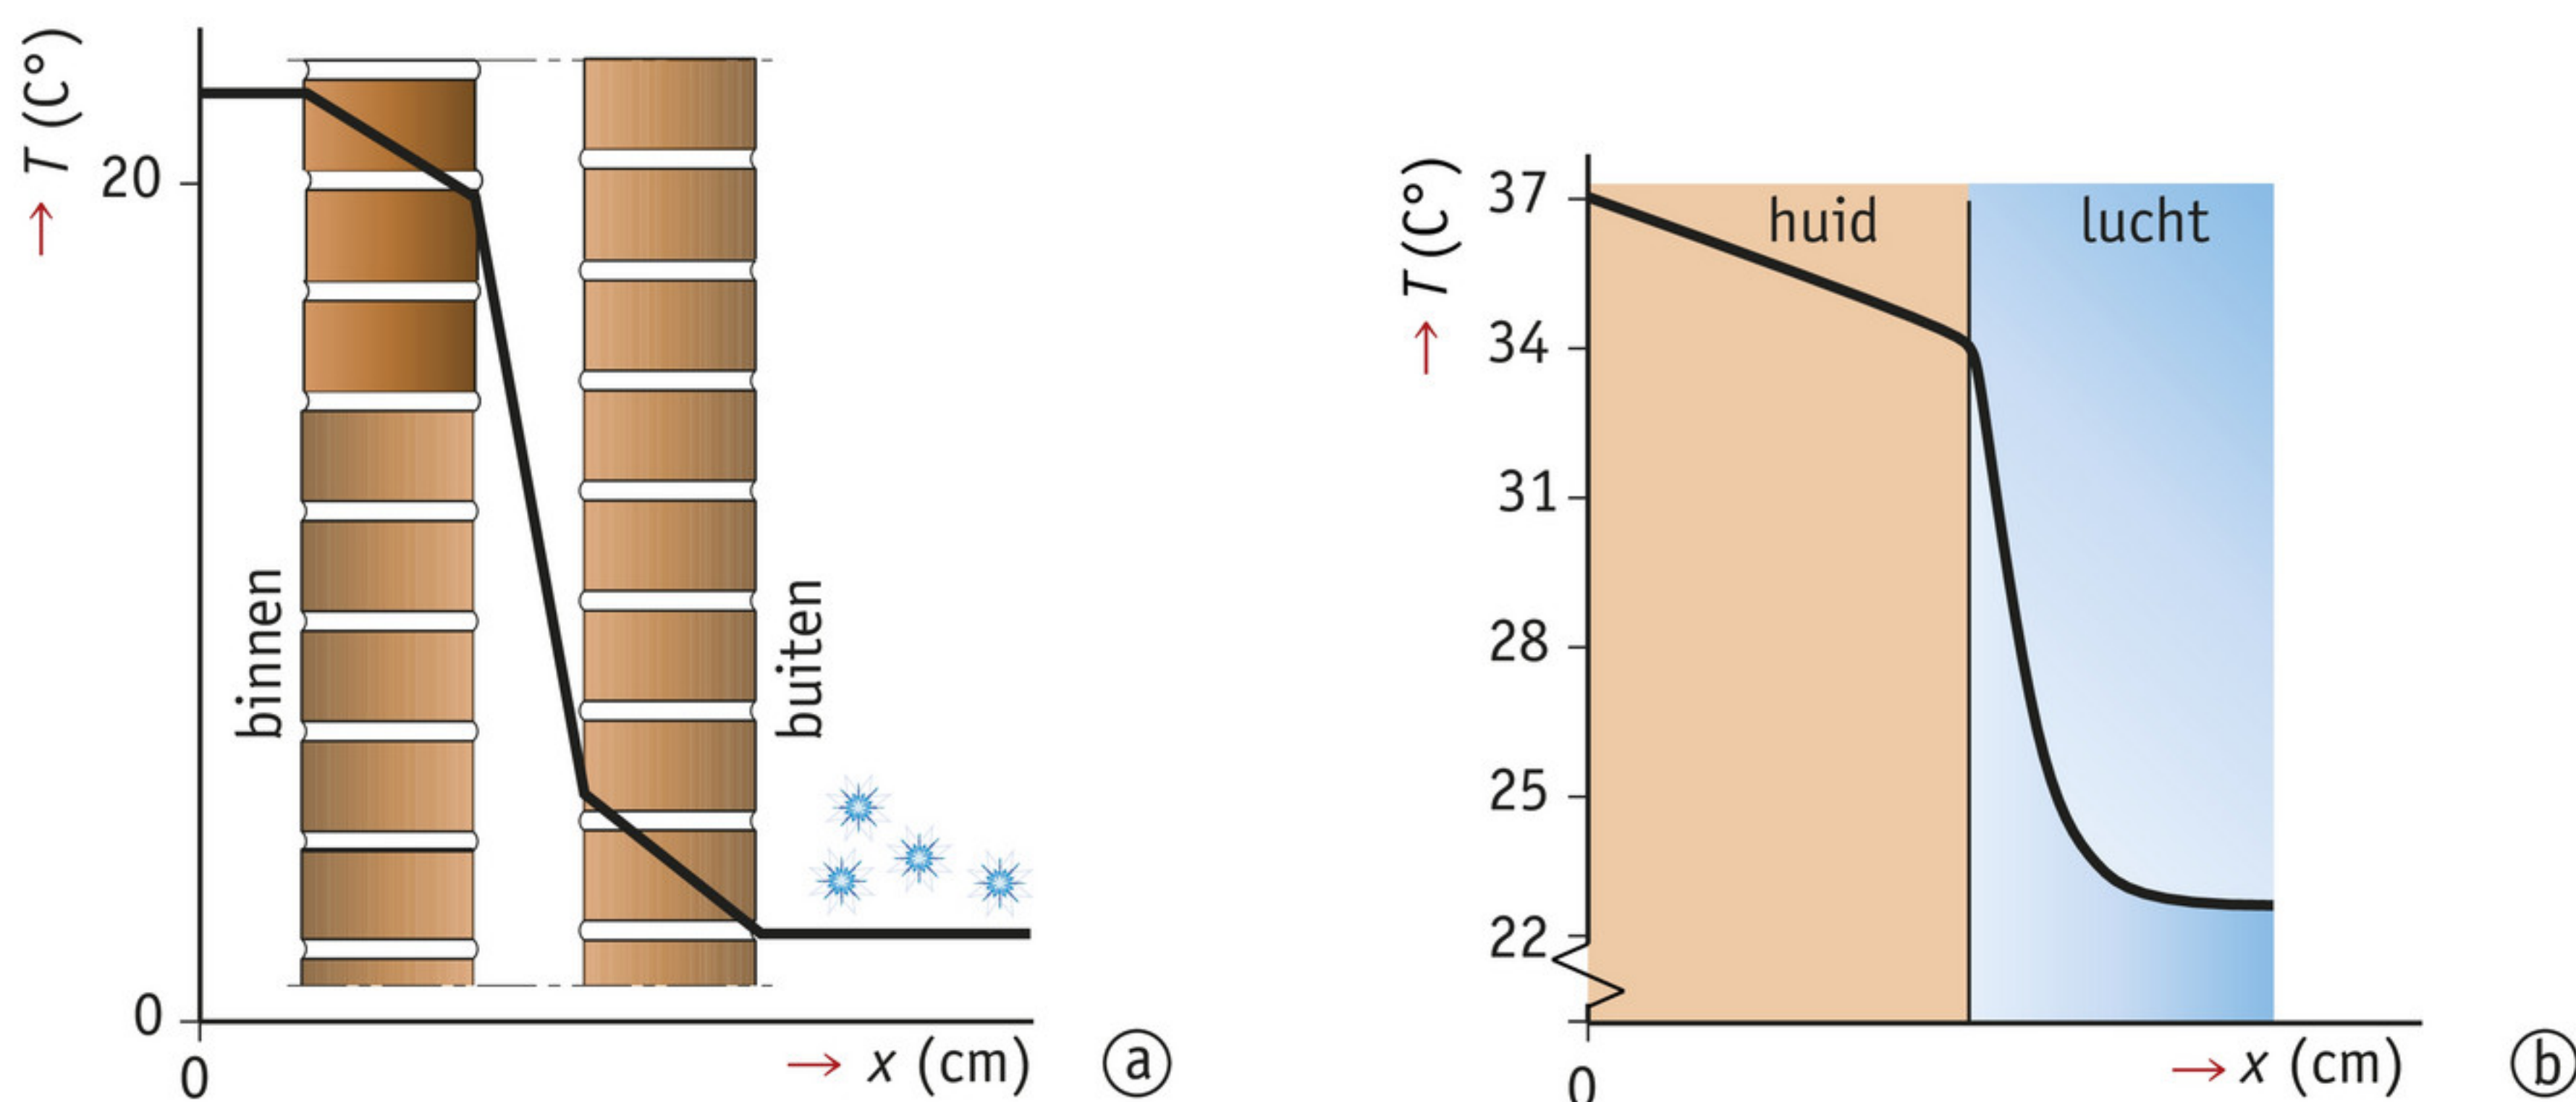 T (C°)
20
0
0
binnen
buiten
x (cm)
a
T (C°)
37
34
31
28
25
22
huid
lucht
0
x (cm)
b